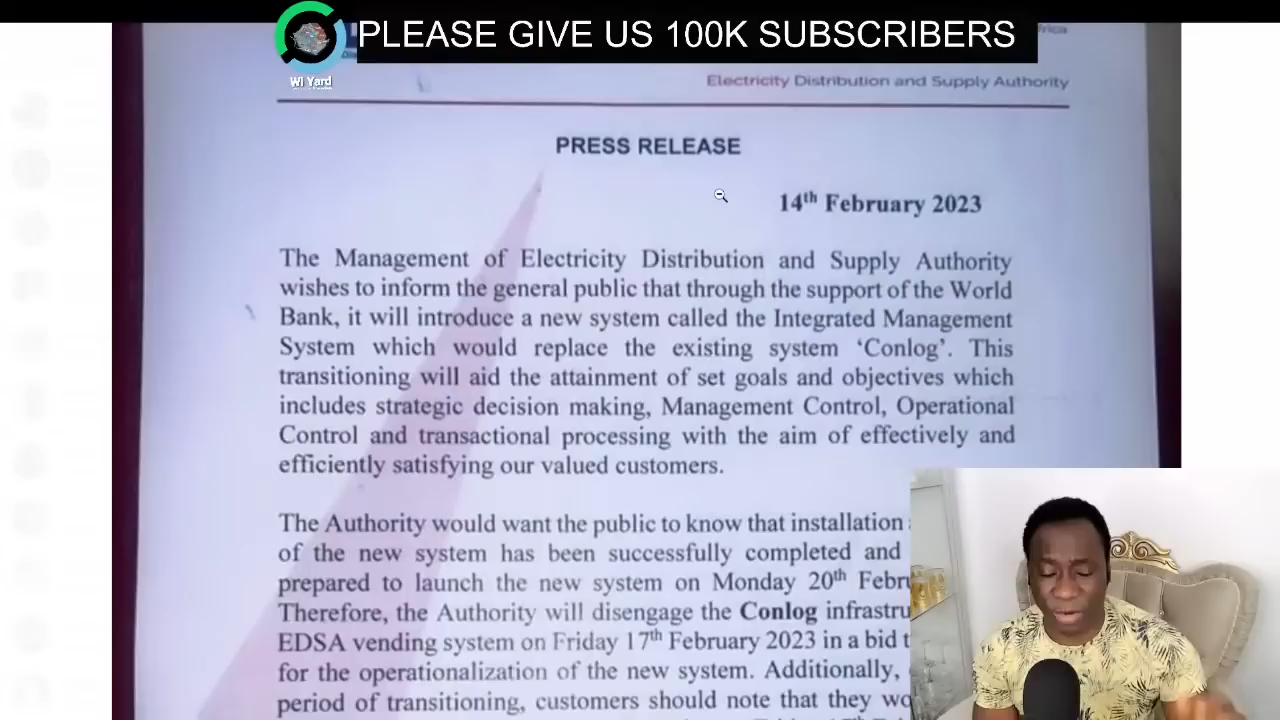 PLEASE GIVE US 100K SUBSCRIBERS
Wi Yard
Electricity Distribution and Supply Authority
PRESS RELEASE
14th February 2023
The Management of Electricity Distribution and Supply Authority
wishes to inform the general public that through the support of the World
Bank, it will introduce a new system called the Integrated Management
System which would replace the existing system ‘Conlog’. This
transitioning will aid the attainment of set goals and objectives which
includes strategic decision making, Management Control, Operational
Control and transactional processing with the aim of effectively and
efficiently satisfying our valued customers.
The Authority would want the public to know that installation
of the new system has been successfully completed and
prepared to launch the new system on Monday 20th Febru
Therefore, the Authority will disengage the Conlog infrastru
EDSA vending system on Friday 17th February 2023 in a bid t
for the operationalization of the new system. Additionally,
period of transitioning, customers should note that they wo